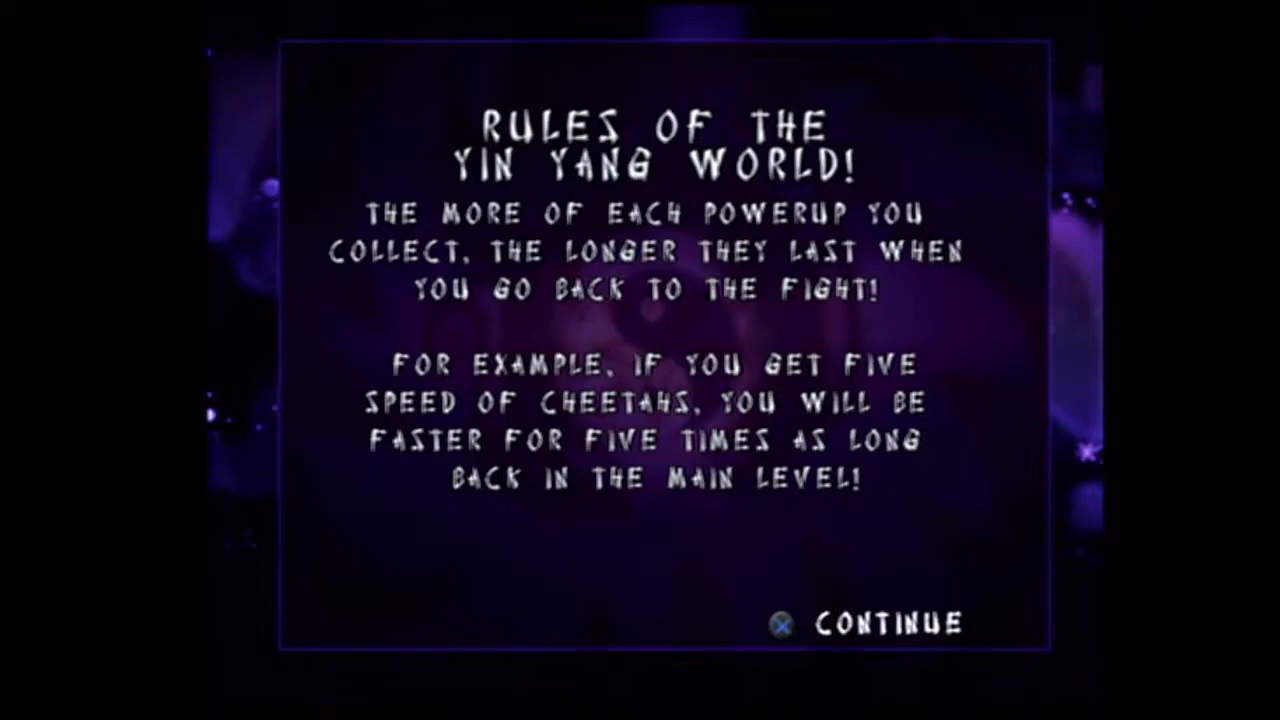 RULES OF THE
YIN YANG WORLD!
THE MORE OF EACH POWERUP YOU
COLLECT, THE LONGER THEY LAST WHEN
YOU GO BACK TO THE FIGHT!
FOR EXAMPLE, IF YOU GET FIVE
SPEED OF CHEETAHS, YOU WILL BE
FASTER FOR FIVE TIMES AS LONG
BACK IN THE MAIN LEVEL!
CONTINUE